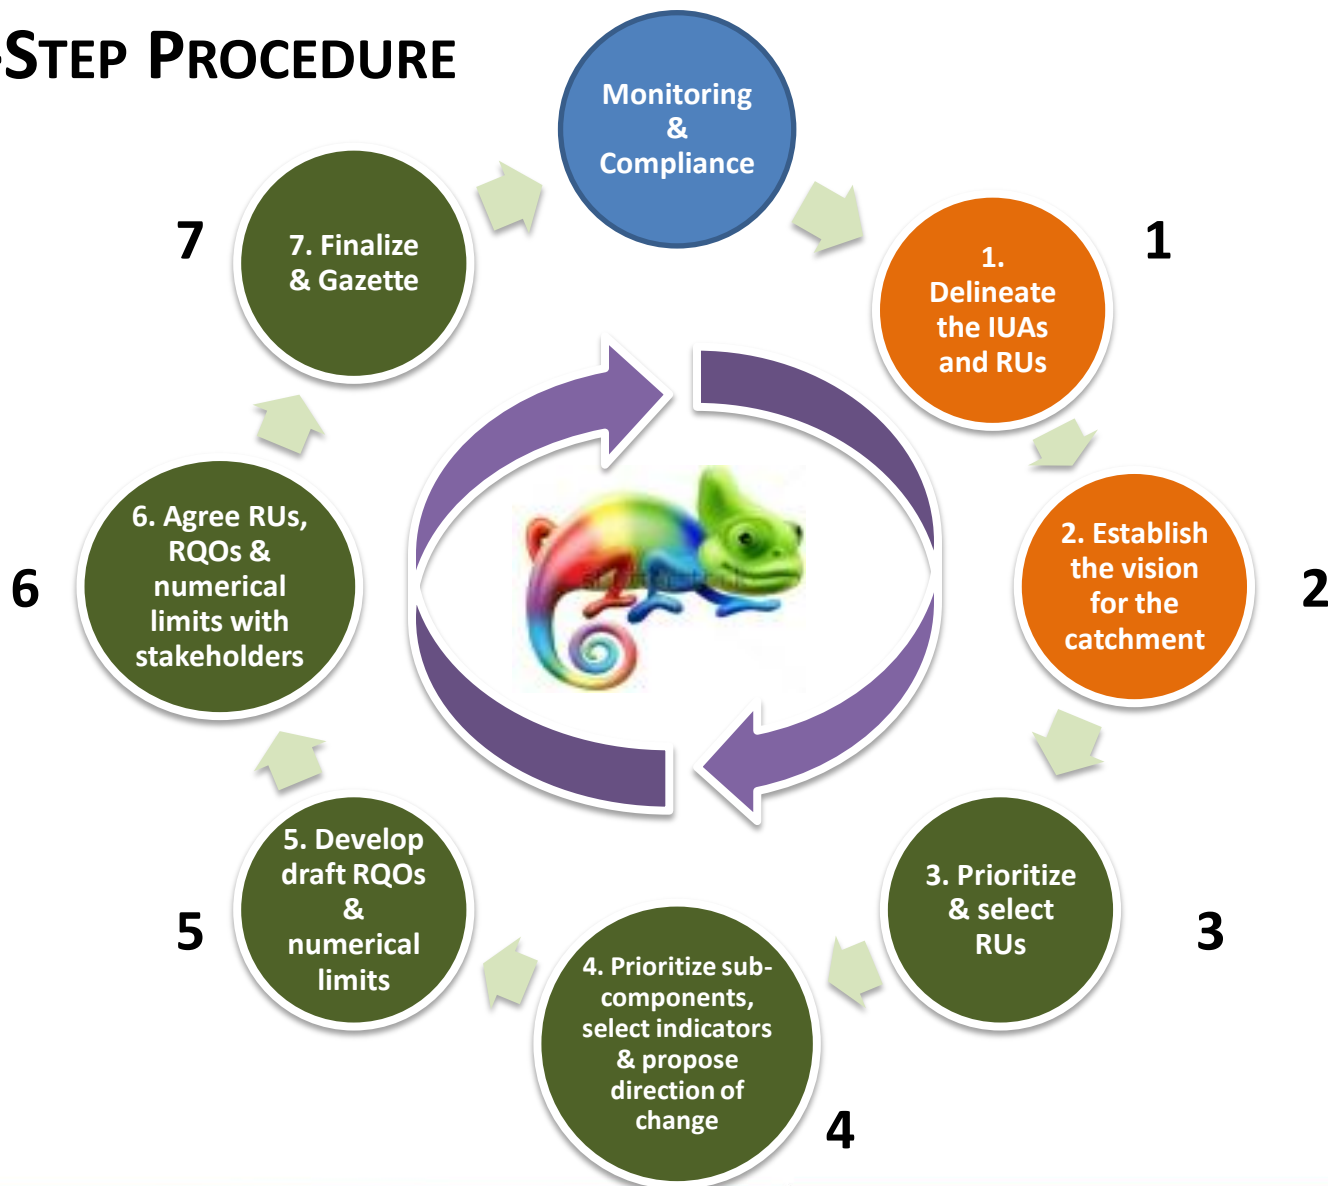 -STEP PROCEDURE
Monitoring
&
Compliance
1
1.
Delineate
the IUAs
and RUs
2
2. Establish
the vision
for the
catchment
3
3. Prioritize
& select
RUs
4
4. Prioritize sub-
components,
select indicators
& propose
direction of
change
5
5. Develop
draft RQOs
&
numerical
limits
6
6. Agree RUs,
RQOs &
numerical
limits with
stakeholders
7
7. Finalize
& Gazette